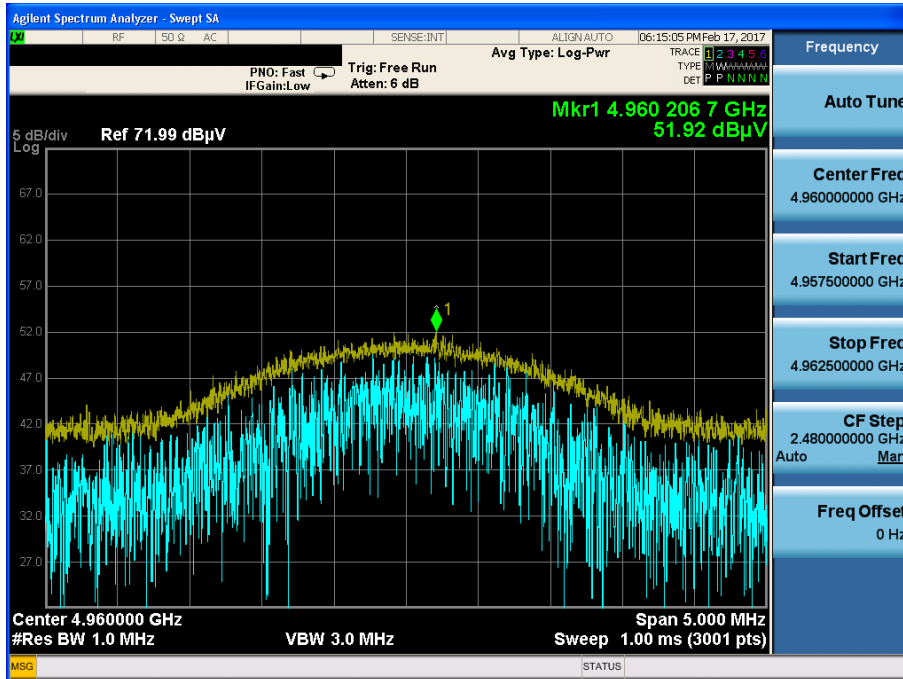 Agilent Spectrum Analyzer - Swept SA
LXI RF 50 Ω AC SENSE:INT ALIGN AUTO 06:15:05 PM Feb 17, 2017
Frequency
Avg Type: Log-Pwr
TRACE 1 2 3 4 5 6
PNO: Fast Trig: Free Run
TYPE M W W W W W
IFGain:Low Atten: 6 dB
DET P P N N N N
Auto Tune
Mkr1 4.960 206 7 GHz
5 dB/div Ref 71.99 dBµV 51.92 dBµV
Log
Center Freq
4.960000000 GHz
67.0
62.0
Start Freq
4.957500000 GHz
57.0
1
52.0
Stop Freq
4.962500000 GHz
47.0
42.0
CF Step
2.480000000 GHz
Auto Man
37.0
32.0
Freq Offset
0 Hz
27.0
Center 4.960000 GHz Span 5.000 MHz
#Res BW 1.0 MHz VBW 3.0 MHz Sweep 1.00 ms (3001 pts)
MSG STATUS